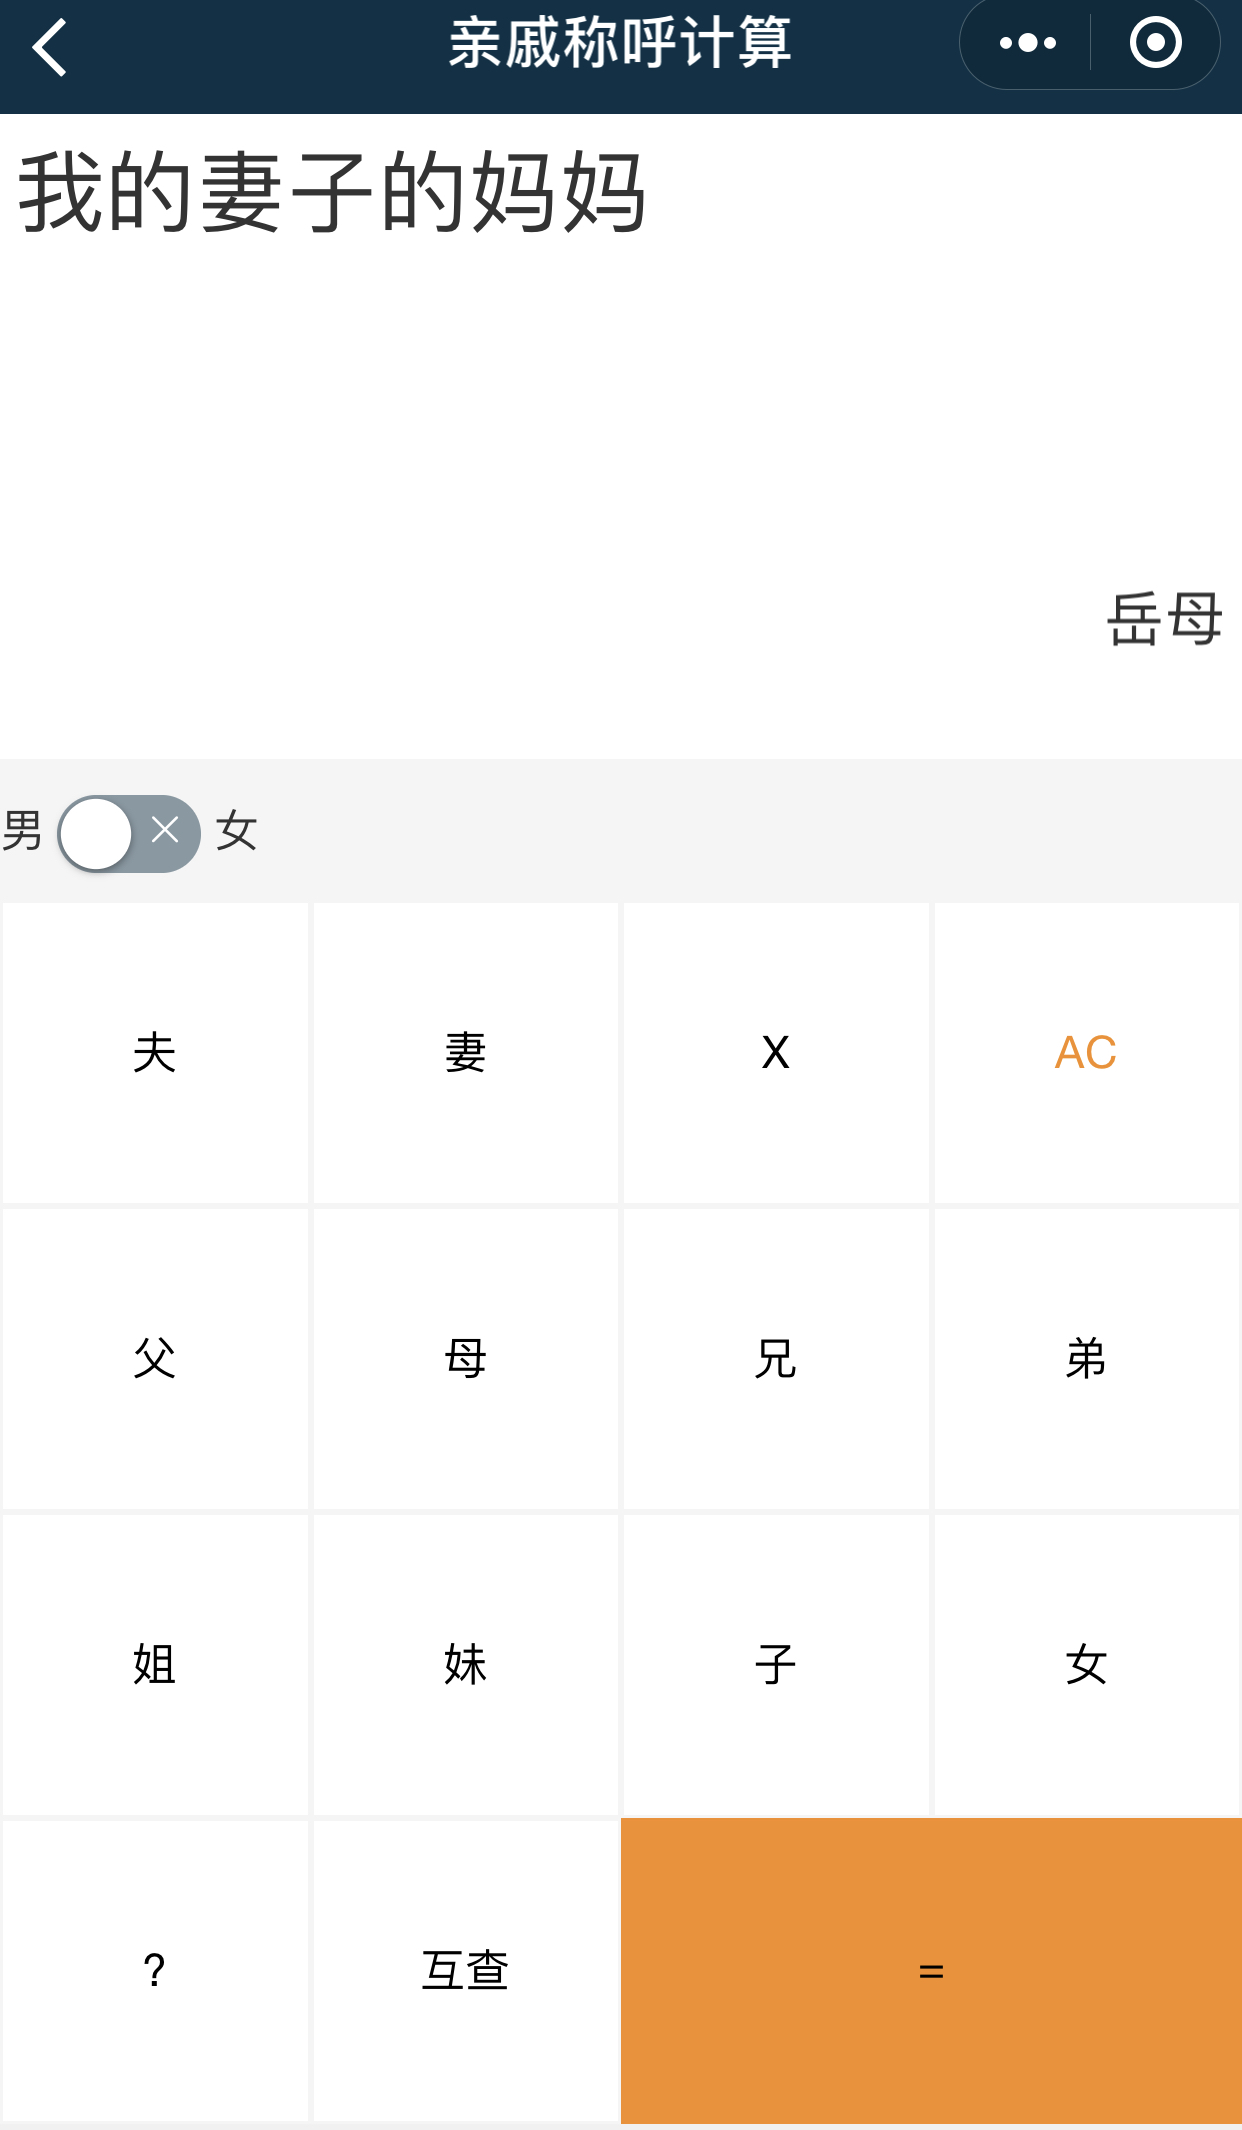 亲戚称呼计算
我的妻子的妈妈
岳母
男 女
夫 妻 X AC
父 母 兄 弟
姐 妹 子 女
? 互查 =